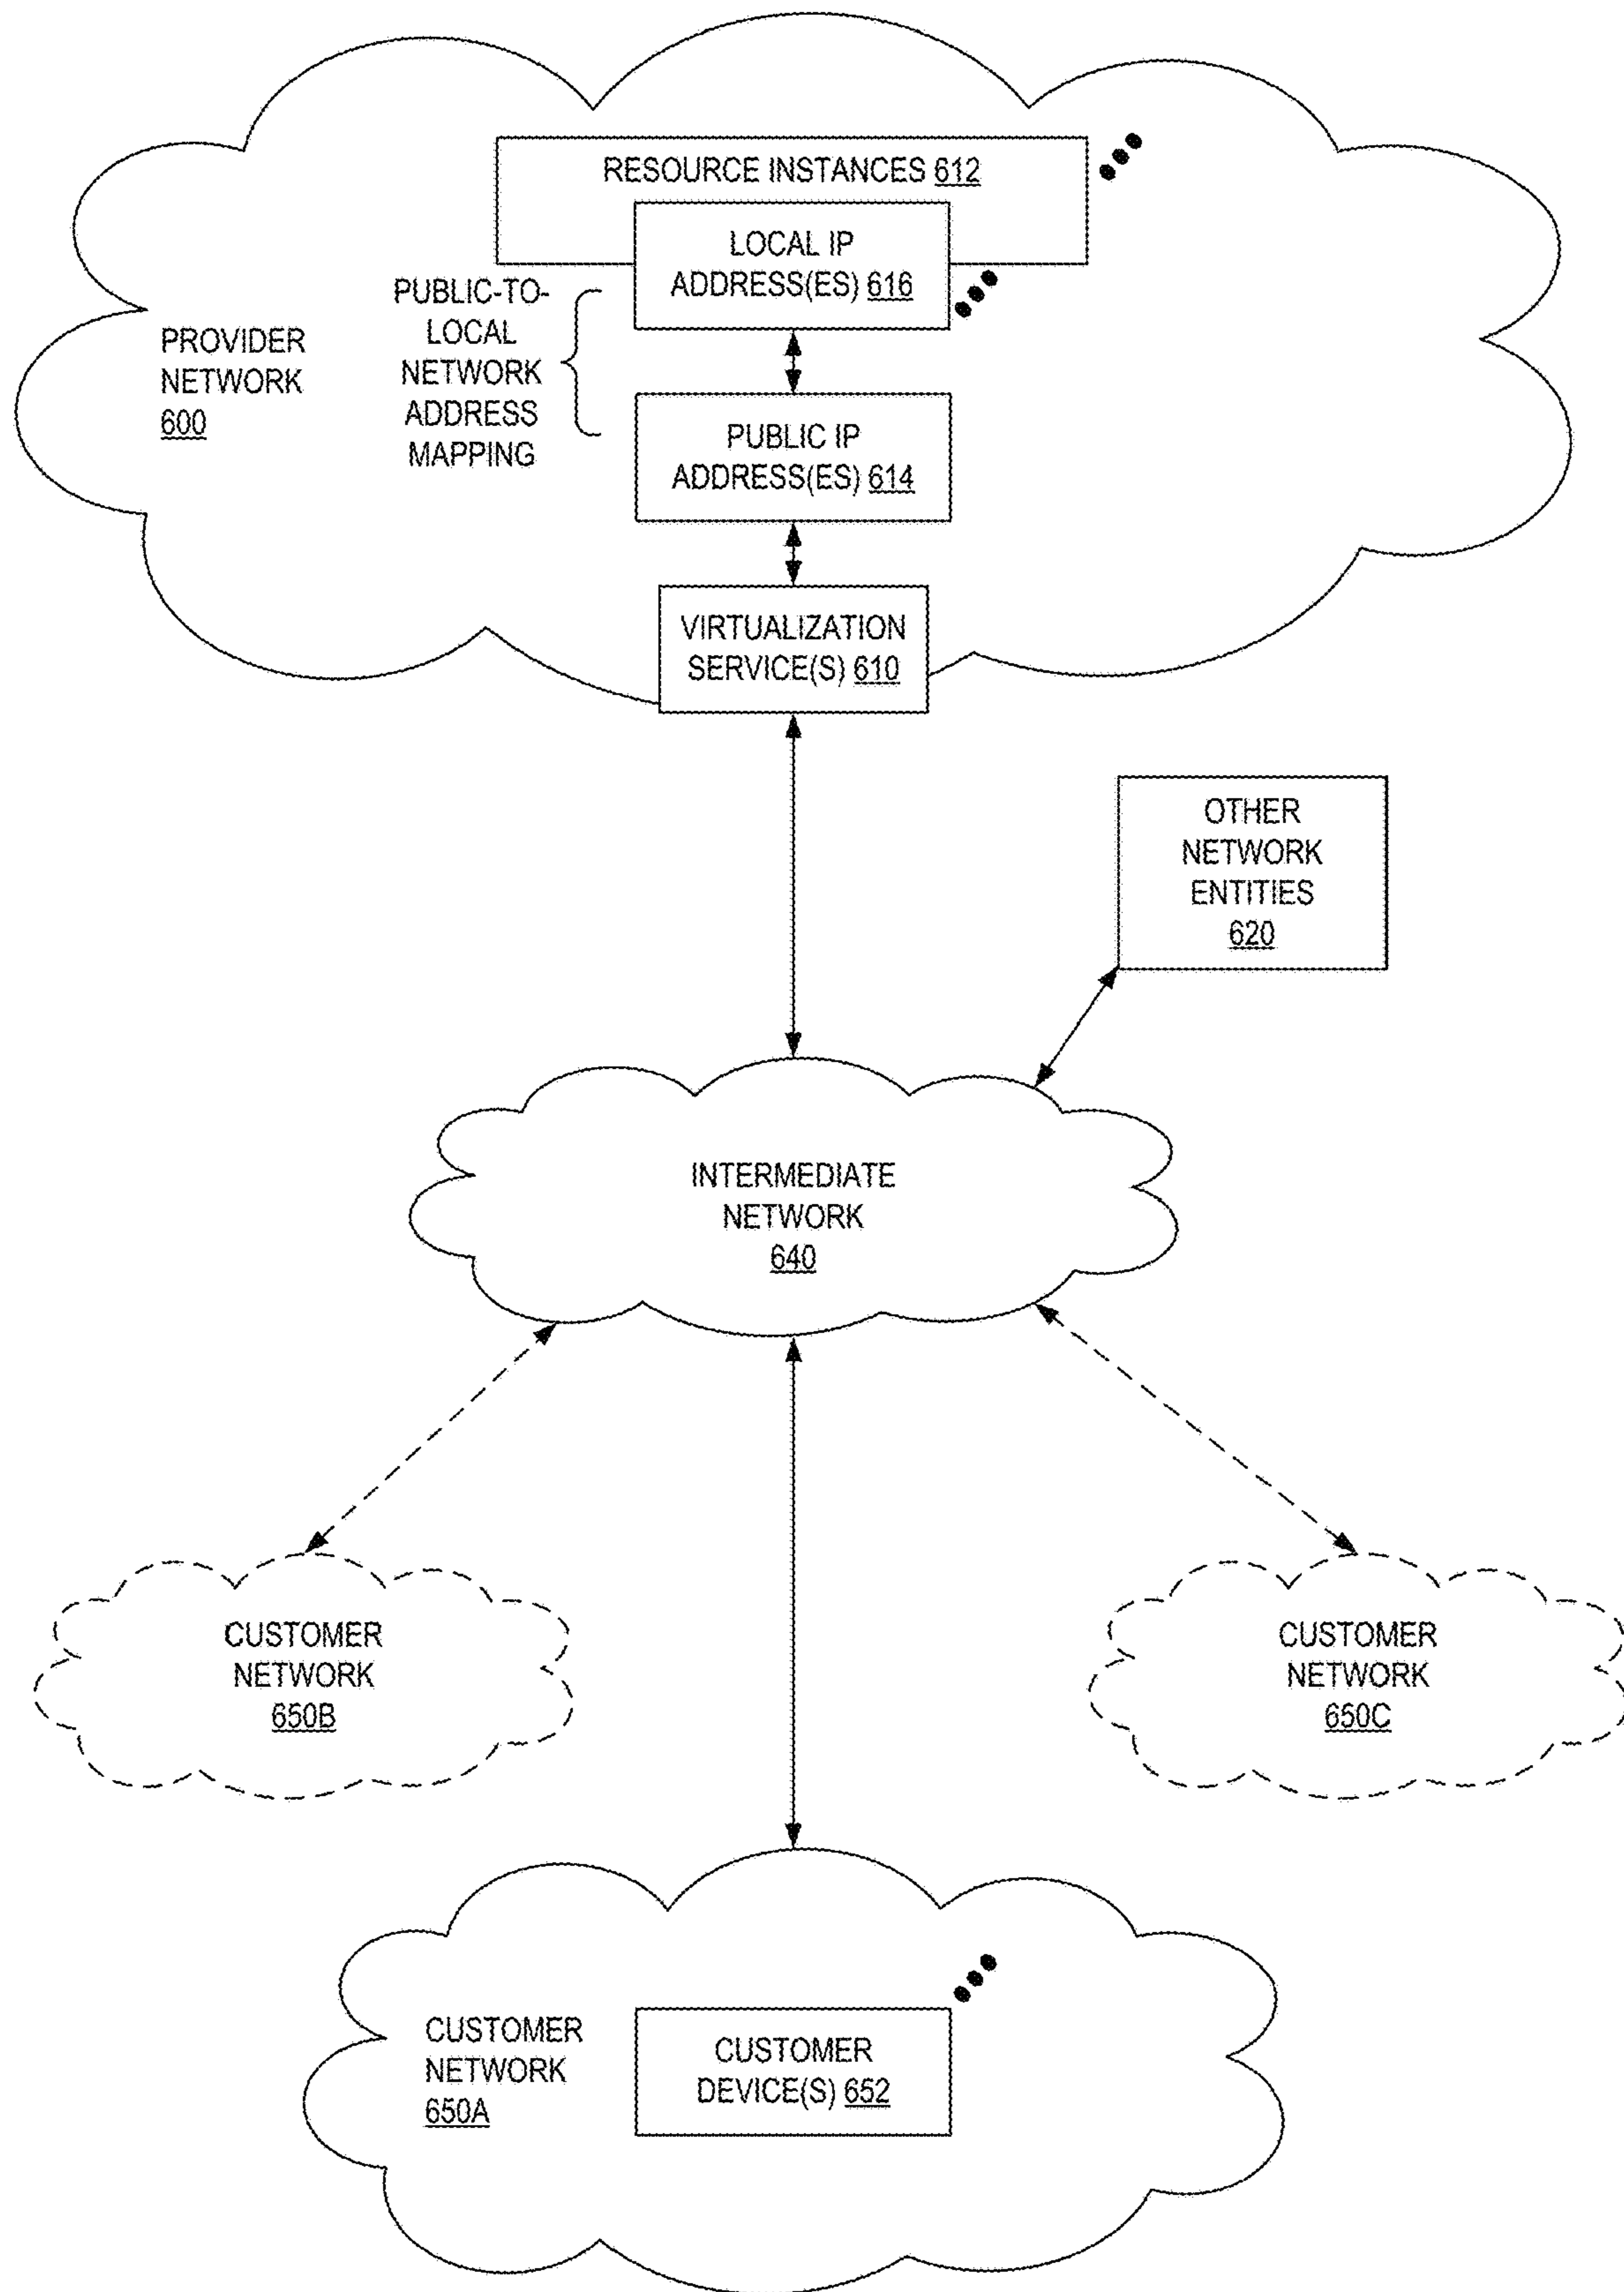 RESOURCE INSTANCES 612
LOCAL IP
ADDRESS(ES) 616
PUBLIC-TO-
LOCAL
NETWORK
ADDRESS
MAPPING
PROVIDER
NETWORK
600
PUBLIC IP
ADDRESS(ES) 614
VIRTUALIZATION
SERVICE(S) 610
OTHER
NETWORK
ENTITIES
620
INTERMEDIATE
NETWORK
640
CUSTOMER
NETWORK
650B
CUSTOMER
NETWORK
650C
CUSTOMER
NETWORK
650A
CUSTOMER
DEVICE(S) 652